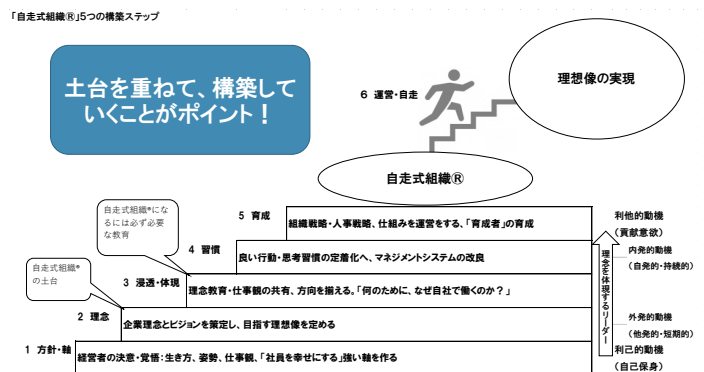 「自走式組織®」5つの構築ステップ
土台を重ねて、構築して
いくことがポイント！
6 運営・自走
理想像の実現
自走式組織®
自走式組織®にな
るには必ず必要
な教育
5 育成
組織戦略・人事戦略、仕組みを運営をする、「育成者」の育成
4 習慣
良い行動・思考習慣の定着化へ、マネジメントシステムの改良
自走式組織®
の土台
3 浸透・体現
理念教育・仕事観の共有、方向を揃える。「何のために、なぜ自社で働くのか？」
2 理念
企業理念とビジョンを策定し、目指す理想像を定める
1 方針・軸
経営者の決意・覚悟：生き方、姿勢、仕事観、「社員を幸せにする」強い軸を作る
理念を体現するリーダー
利他的動機
（貢献意欲）
内発的動機
（自発的・持続的）
外発的動機
（他発的・短期的）
利己的動機
（自己保身）